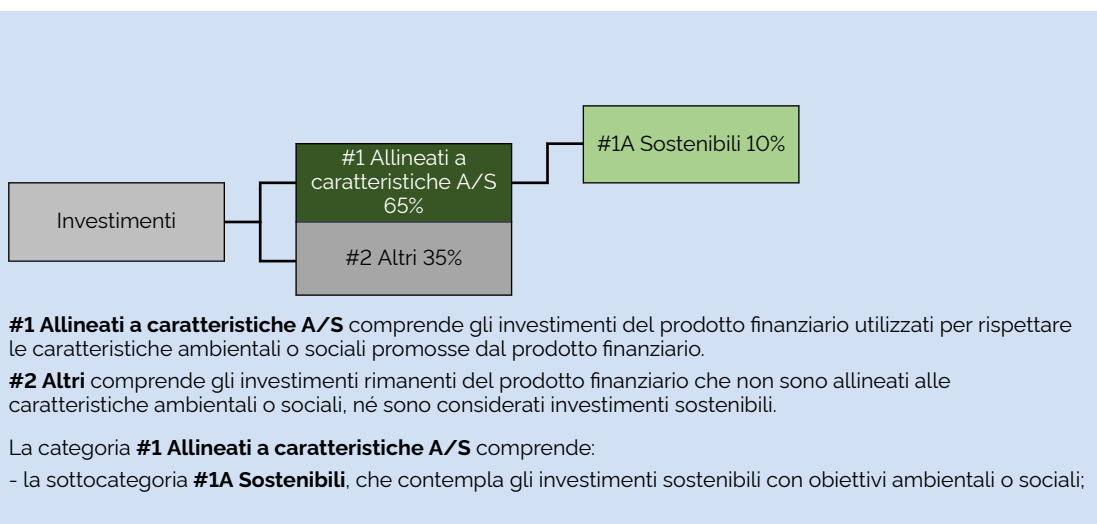 #1A Sostenibili 10%
#1 Allineati a
caratteristiche A/S
65%
Investimenti
#2 Altri 35%
#1 Allineati a caratteristiche A/S comprende gli investimenti del prodotto finanziario utilizzati per rispettare
le caratteristiche ambientali o sociali promosse dal prodotto finanziario.
#2 Altri comprende gli investimenti rimanenti del prodotto finanziario che non sono allineati alle
caratteristiche ambientali o sociali, né sono considerati investimenti sostenibili.
La categoria #1 Allineati a caratteristiche A/S comprende:
- la sottocategoria #1A Sostenibili, che contempla gli investimenti sostenibili con obiettivi ambientali o sociali;